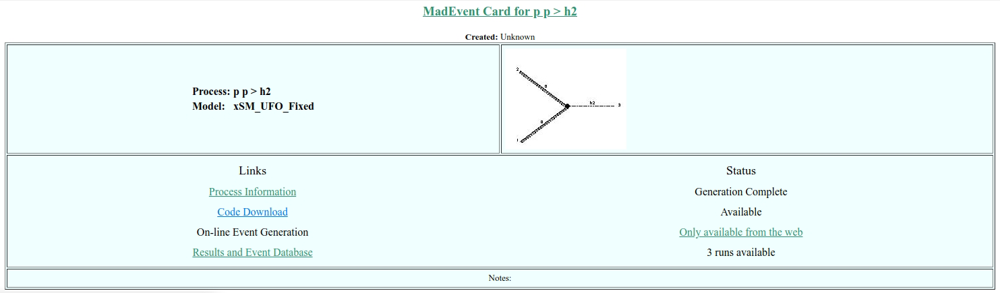 MadEvent Card for p p > h2
Created: Unknown
Process: p p > h2
Model: xSM_UFO_Fixed
2
h2
3
1
Links
Status
Process Information
Generation Complete
Code Download
Available
On-line Event Generation
Only available from the web
Results and Event Database
3 runs available
Notes: